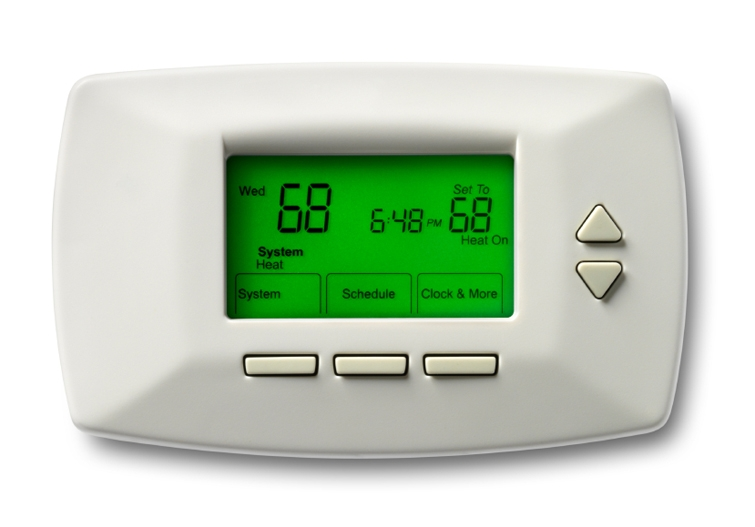 Wed 68 6:48 PM Set To 68
Heat On
System
Heat
System Schedule Clock & More